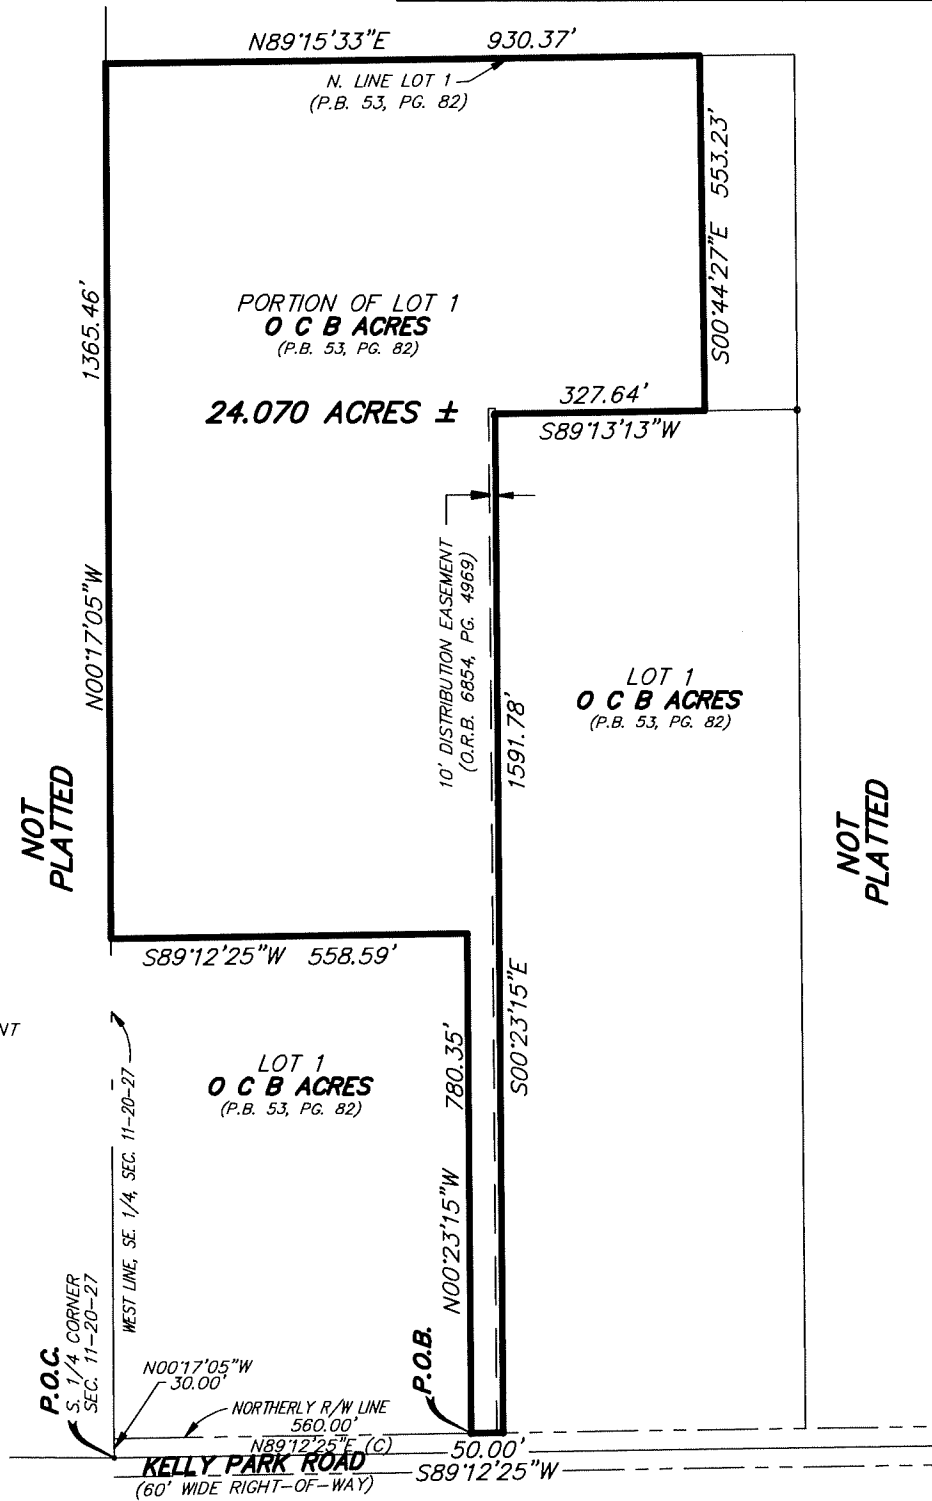 N89°15'33"E 930.37'
N. LINE LOT 1
(P.B. 53, PG. 82)
S00°44'27"E 553.23'
1365.46'
N00°17'05"W
PORTION OF LOT 1
O C B ACRES
(P.B. 53, PG. 82)
24.070 ACRES ±
327.64'
S89°13'13"W
10' DISTRIBUTION EASEMENT
(O.R.B. 6854, PG. 4969)
1591.78'
S00°23'15"E
LOT 1
O C B ACRES
(P.B. 53, PG. 82)
NOT
PLATTED
NOT
PLATTED
S89°12'25"W 558.59'
NT
LOT 1
O C B ACRES
(P.B. 53, PG. 82)
780.35'
N00°23'15"W
WEST LINE, SE. 1/4, SEC. 11-20-27
P.O.C.
S. 1/4 CORNER
SEC. 11-20-27
P.O.B.
N00°17'05"W
30.00'
NORTHERLY R/W LINE
560.00'
N89°12'25"E (C)
50.00'
S89°12'25"W
KELLY PARK ROAD
(60' WIDE RIGHT-OF-WAY)